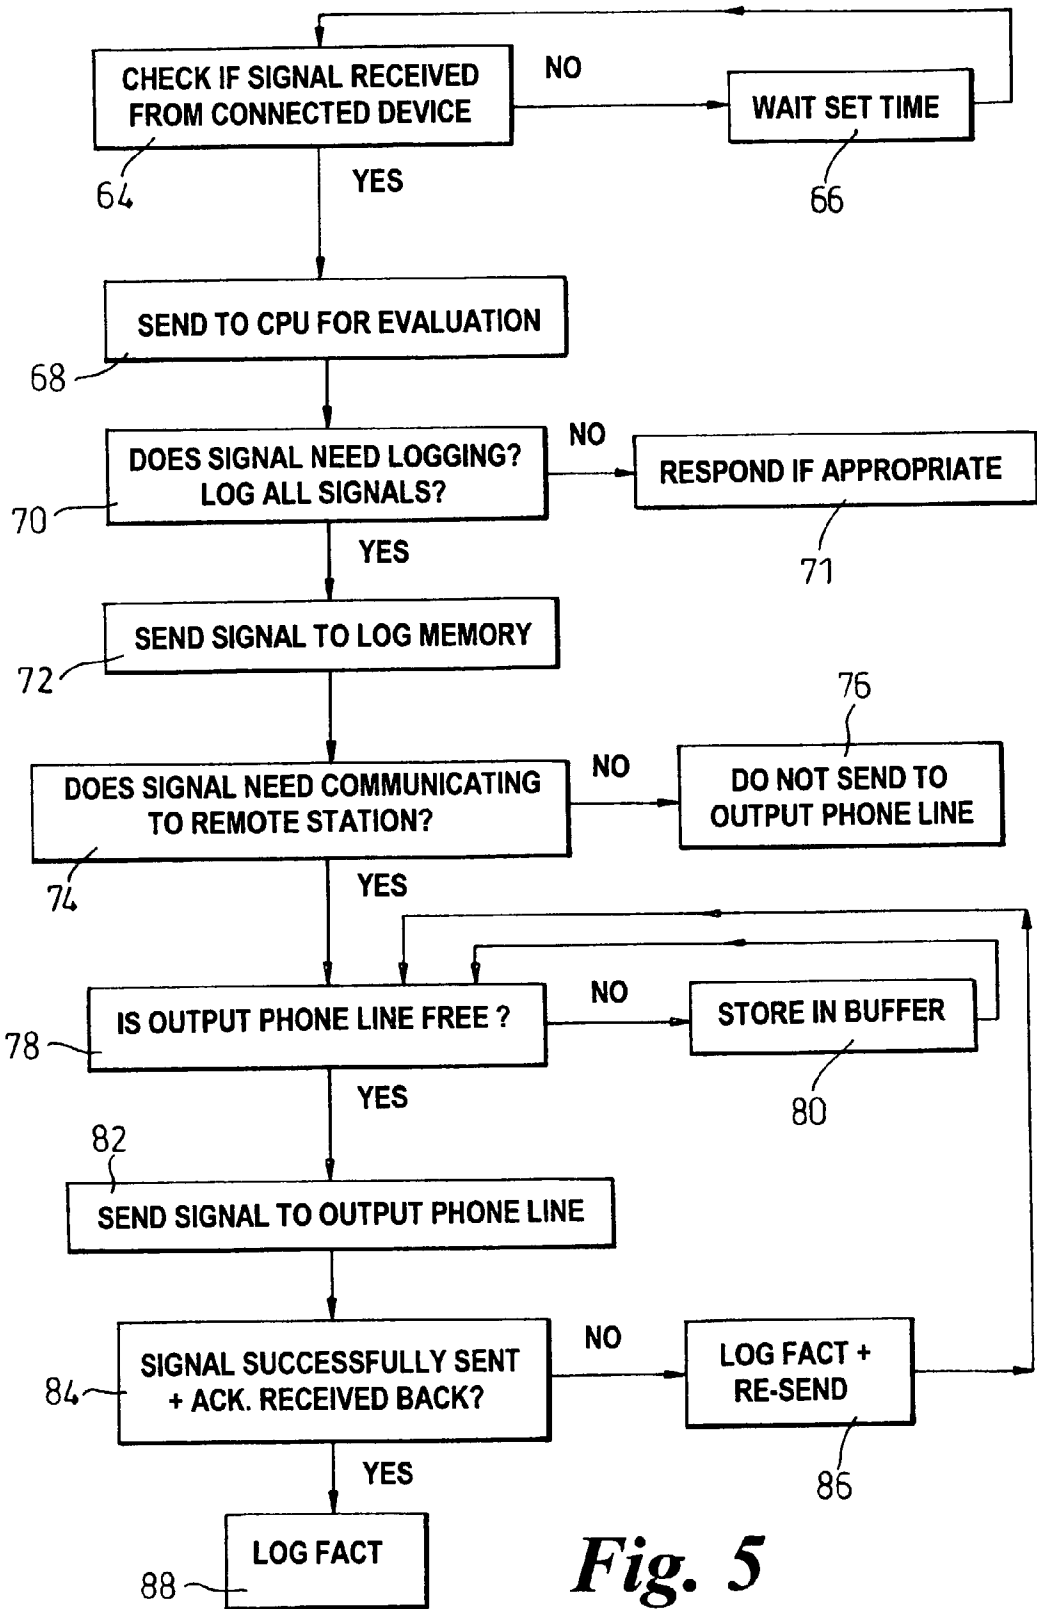 CHECK IF SIGNAL RECEIVED
FROM CONNECTED DEVICE
64
NO
WAIT SET TIME
66
YES
SEND TO CPU FOR EVALUATION
68
DOES SIGNAL NEED LOGGING?
LOG ALL SIGNALS?
70
NO
RESPOND IF APPROPRIATE
71
YES
SEND SIGNAL TO LOG MEMORY
72
DOES SIGNAL NEED COMMUNICATING
TO REMOTE STATION?
74
NO
76
DO NOT SEND TO
OUTPUT PHONE LINE
YES
IS OUTPUT PHONE LINE FREE ?
78
NO
STORE IN BUFFER
80
YES
82
SEND SIGNAL TO OUTPUT PHONE LINE
SIGNAL SUCCESSFULLY SENT
+ ACK. RECEIVED BACK?
84
NO
LOG FACT +
RE-SEND
86
YES
LOG FACT
88
Fig. 5